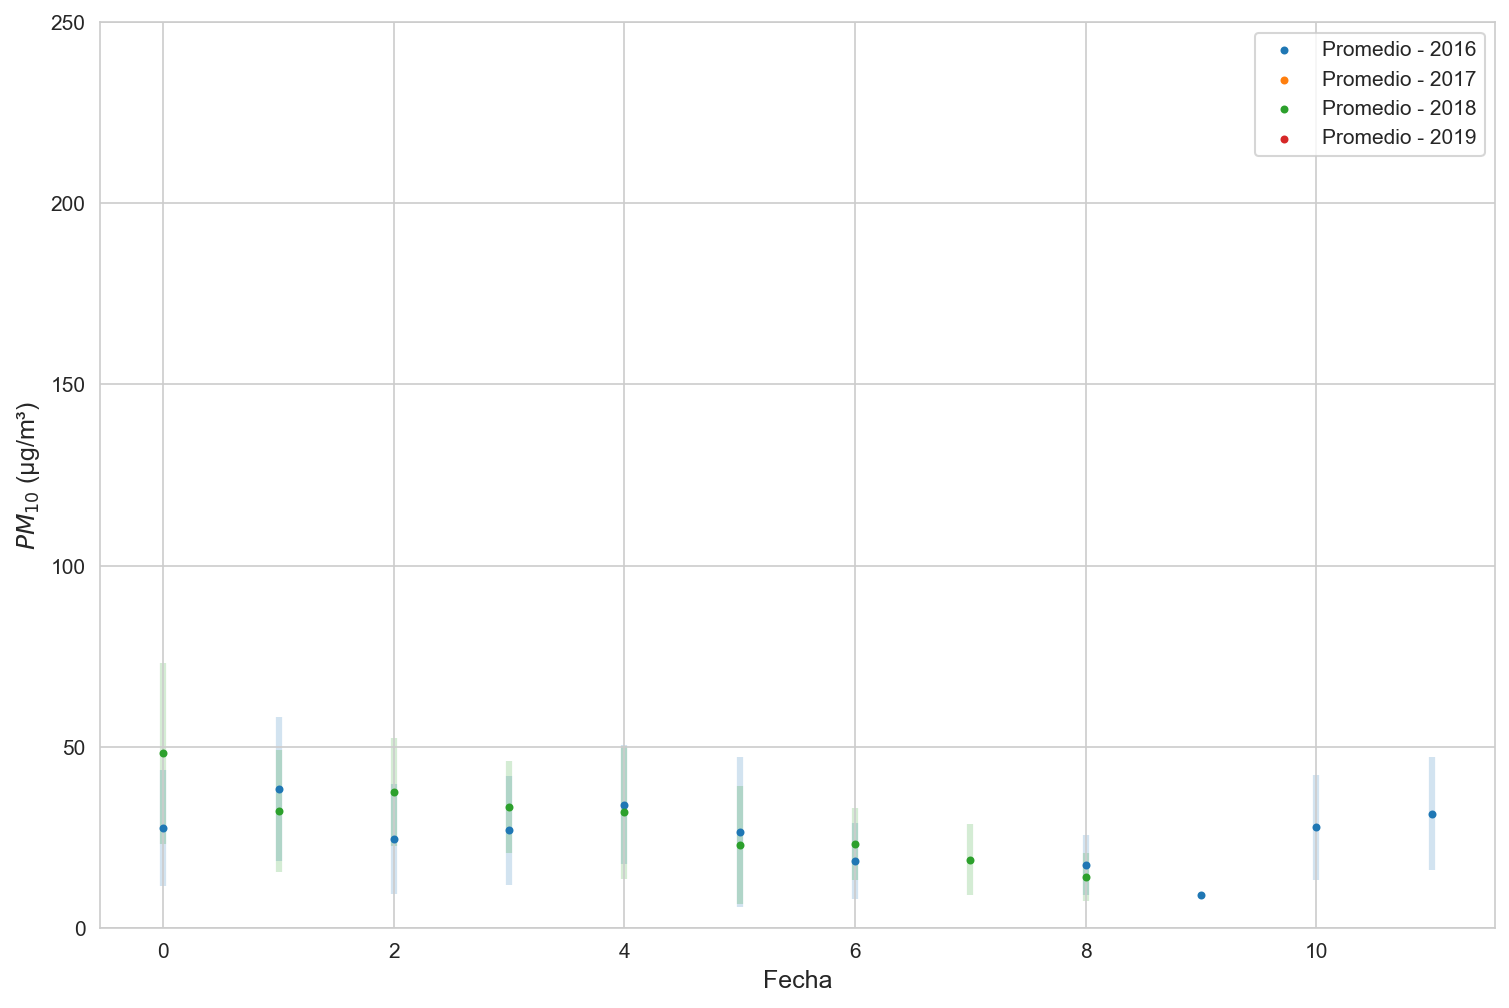 250
200
150
100
50
0
PM10 (µg/m³)
0 2 4 6 8 10
Fecha
Promedio - 2016
Promedio - 2017
Promedio - 2018
Promedio - 2019